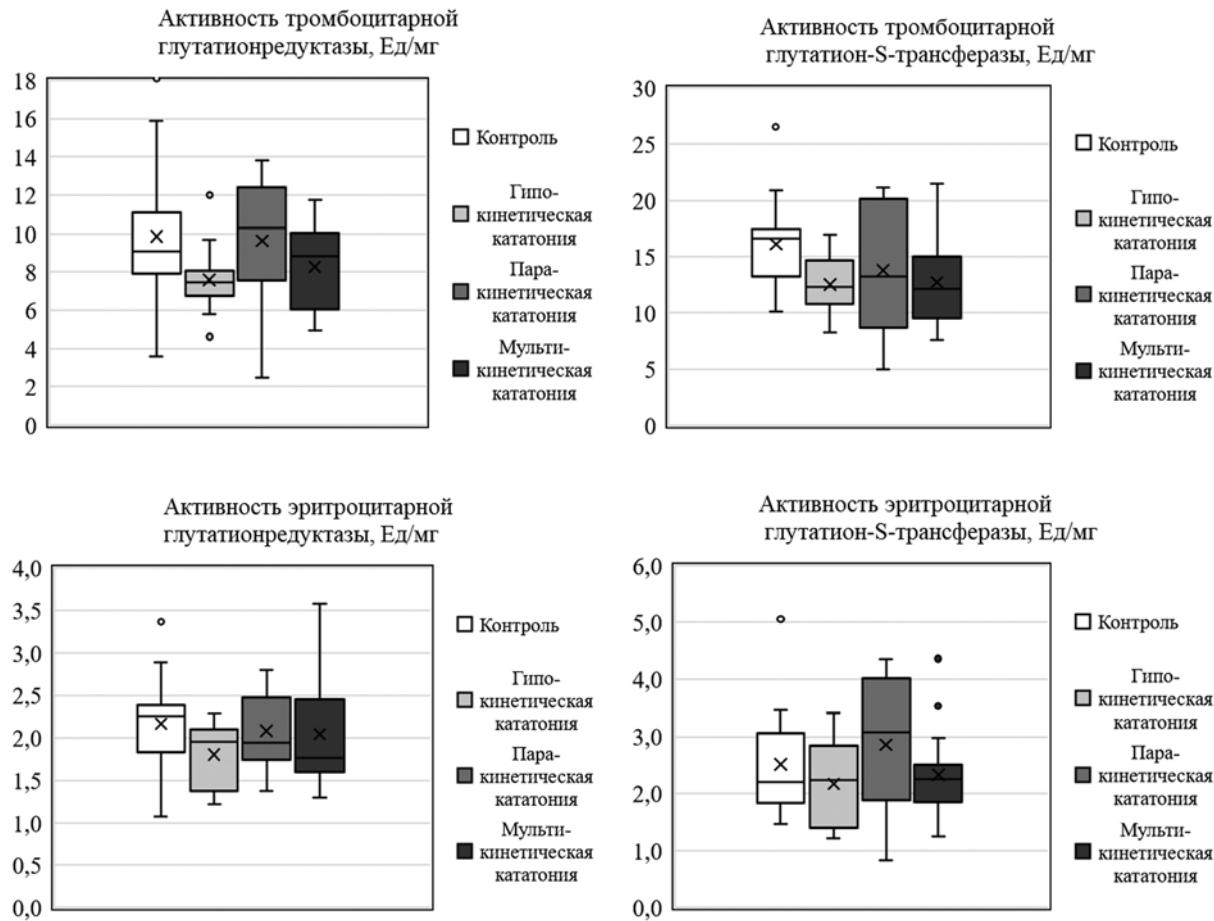 Активность тромбоцитарной
глутатионредуктазы, Ед/мг
18
16
14
12
10
8
6
4
2
0
Контроль
Гипо-
кинетическая
кататония
Пара-
кинетическая
кататония
Мульти-
кинетическая
кататония
Активность тромбоцитарной
глутатион-S-трансферазы, Ед/мг
30
25
20
15
10
5
0
Контроль
Гипо-
кинетическая
кататония
Пара-
кинетическая
кататония
Мульти-
кинетическая
кататония
Активность эритроцитарной
глутатионредуктазы, Ед/мг
4,0
3,5
3,0
2,5
2,0
1,5
1,0
0,5
0,0
Контроль
Гипо-
кинетическая
кататония
Пара-
кинетическая
кататония
Мульти-
кинетическая
кататония
Активность эритроцитарной
глутатион-S-трансферазы, Ед/мг
6,0
5,0
4,0
3,0
2,0
1,0
0,0
Контроль
Гипо-
кинетическая
кататония
Пара-
кинетическая
кататония
Мульти-
кинетическая
кататония